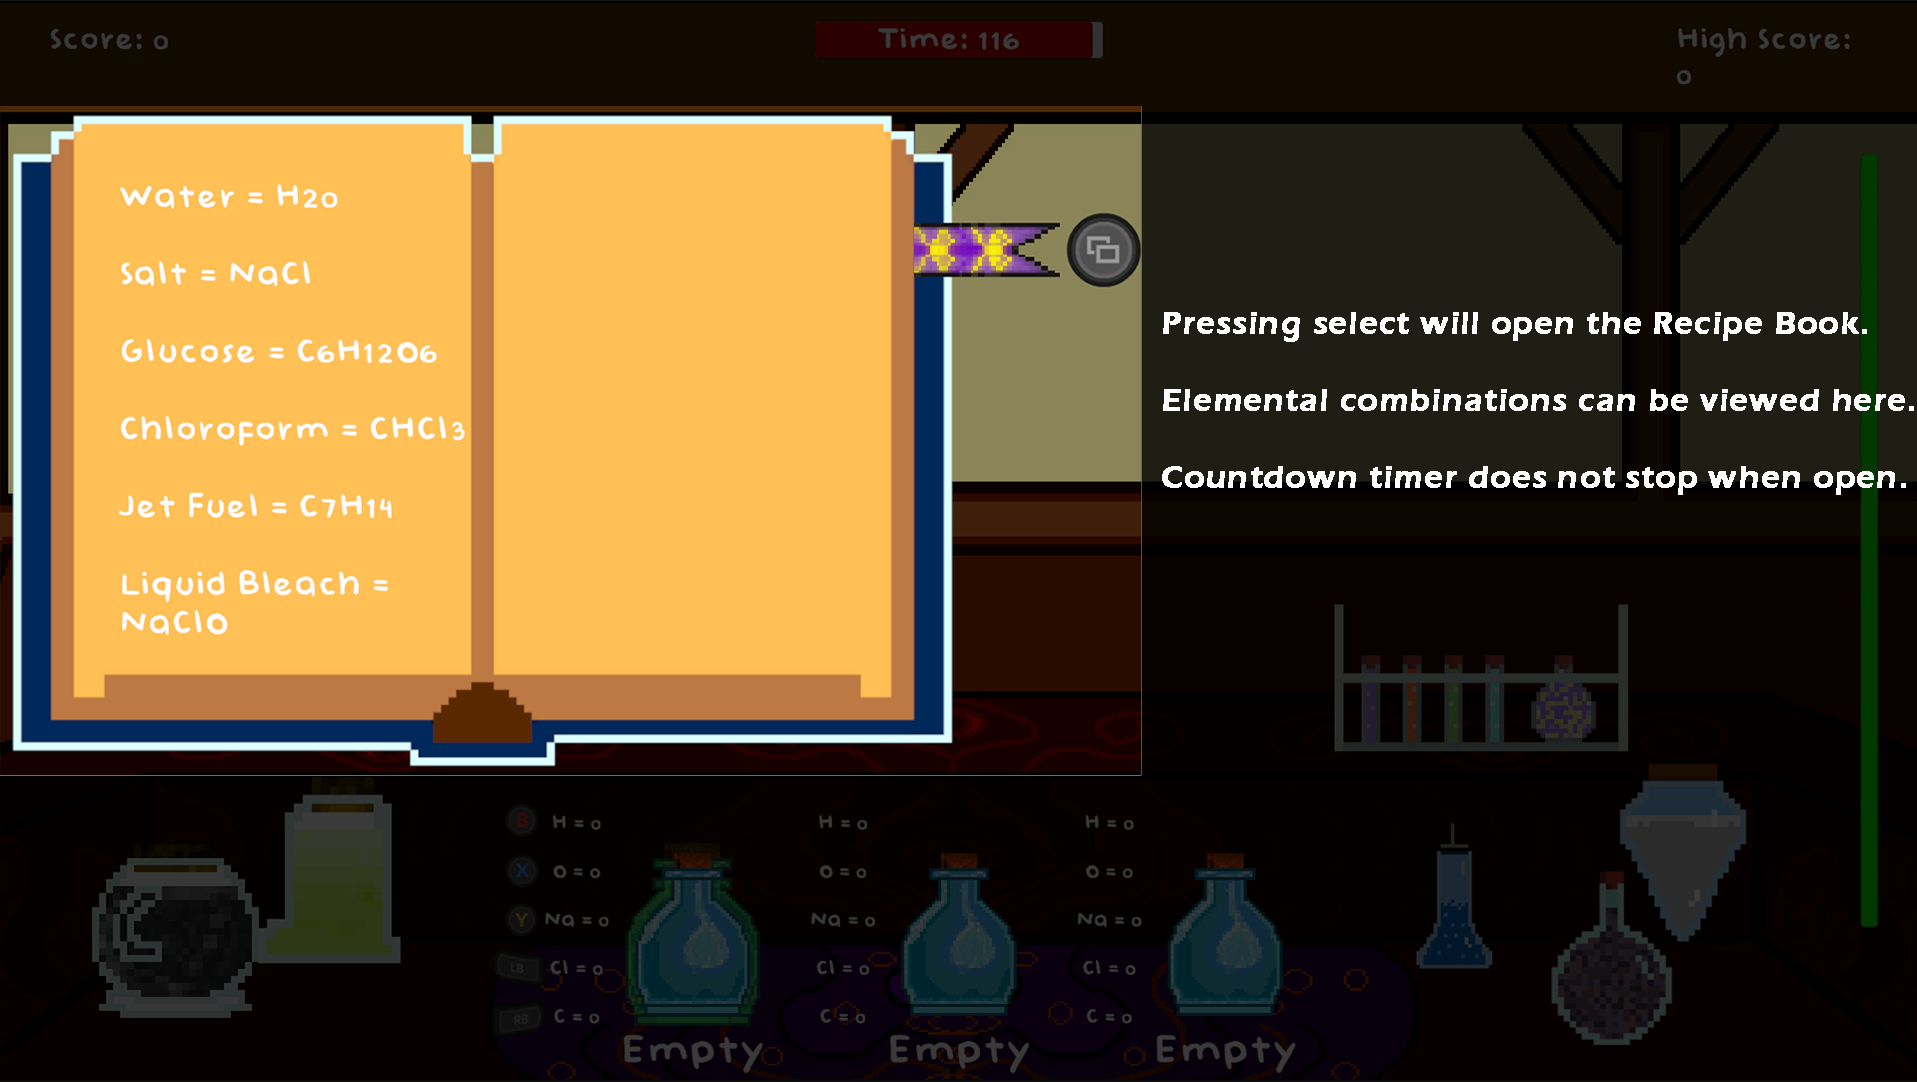 Score: 0
Time: 116
High Score:
0
Water = H2O
Salt = NaCl
Glucose = C6H12O6
Chloroform = CHCl3
Jet Fuel = C7H14
Liquid Bleach =
NaClO
Pressing select will open the Recipe Book.
Elemental combinations can be viewed here.
Countdown timer does not stop when open.
B H = 0
X O = 0
Y Na = 0
LB Cl = 0
RB C = 0
Empty
H = 0
O = 0
Na = 0
Cl = 0
C = 0
Empty
H = 0
O = 0
Na = 0
Cl = 0
C = 0
Empty